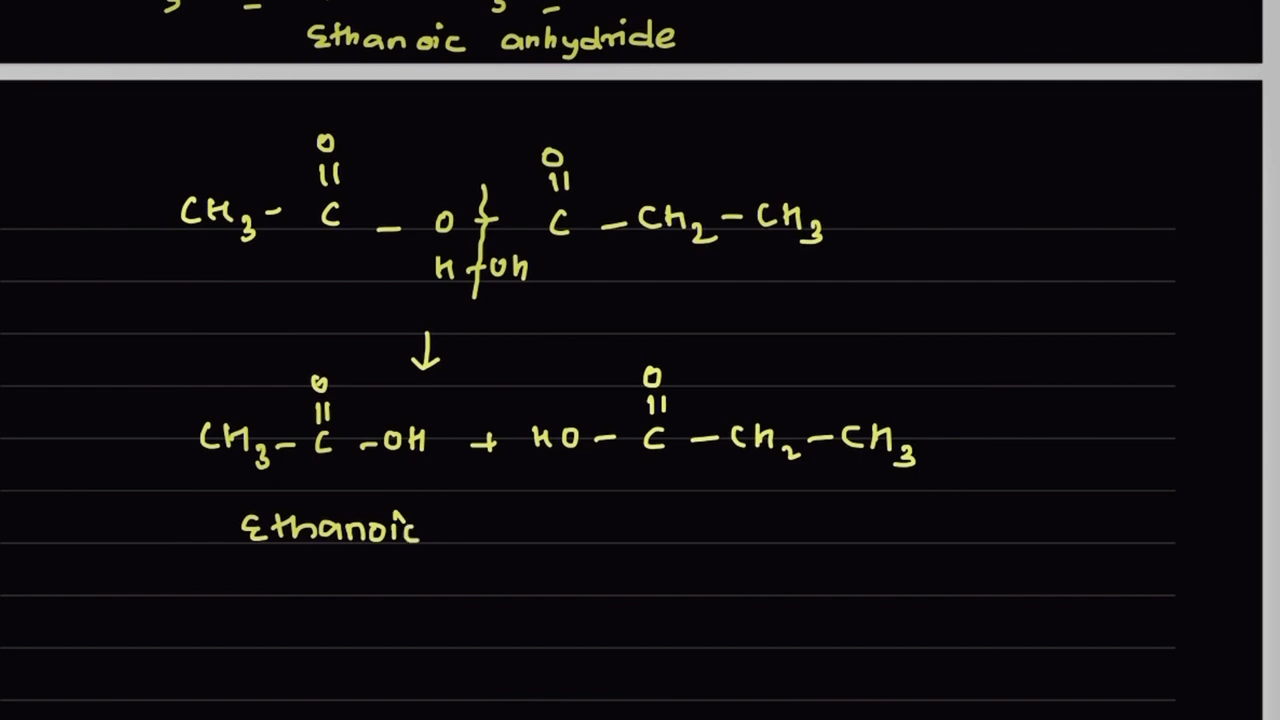 Ethanoic anhydride
O O
|| ||
CH3 - C - O - C - CH2 - CH3
H - OH
↓
O O
|| ||
CH3 - C - OH + HO - C - CH2 - CH3
Ethanoic